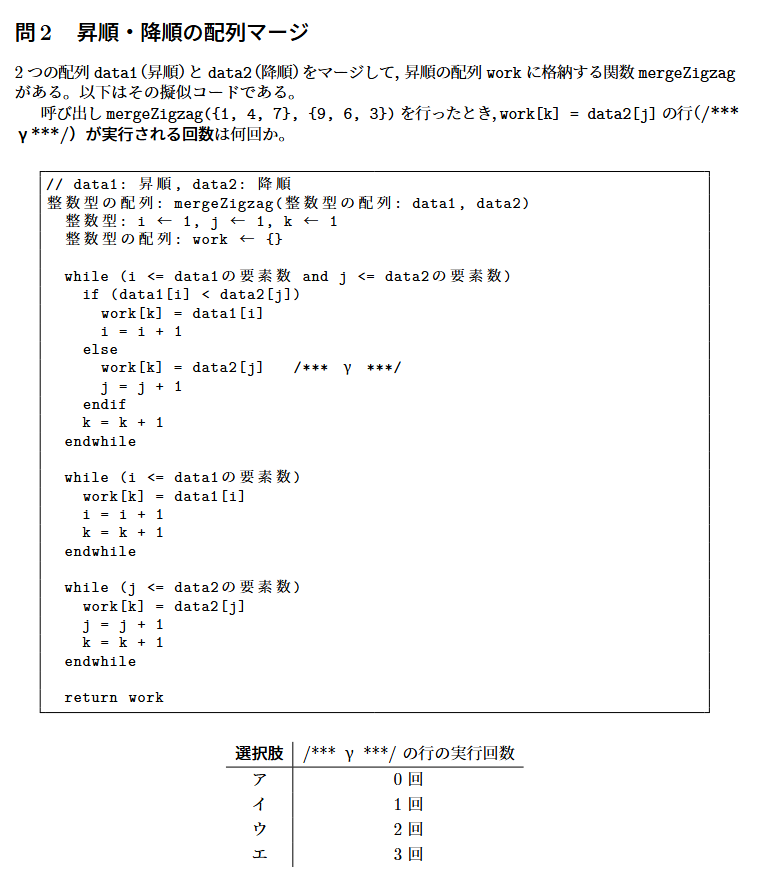 問2 昇順・降順の配列マージ
2 つの配列 data1(昇順) と data2(降順) をマージして, 昇順の配列 work に格納する関数 mergeZigzag
がある。以下はその擬似コードである。
呼び出し mergeZigzag({1, 4, 7}, {9, 6, 3}) を行ったとき,work[k] = data2[j] の行(/***
γ ***/）が実行される回数は何回か。
// data1: 昇順, data2: 降順
整数型の配列: mergeZigzag(整数型の配列: data1, data2)
  整数型: i ← 1, j ← 1, k ← 1
  整数型の配列: work ← {}

  while (i <= data1の要素数 and j <= data2の要素数)
    if (data1[i] < data2[j])
      work[k] = data1[i]
      i = i + 1
    else
      work[k] = data2[j]   /*** γ ***/
      j = j + 1
    endif
    k = k + 1
  endwhile

  while (i <= data1の要素数)
    work[k] = data1[i]
    i = i + 1
    k = k + 1
  endwhile

  while (j <= data2の要素数)
    work[k] = data2[j]
    j = j + 1
    k = k + 1
  endwhile

  return work
選択肢 /*** γ ***/ の行の実行回数
ア 0 回
イ 1 回
ウ 2 回
エ 3 回